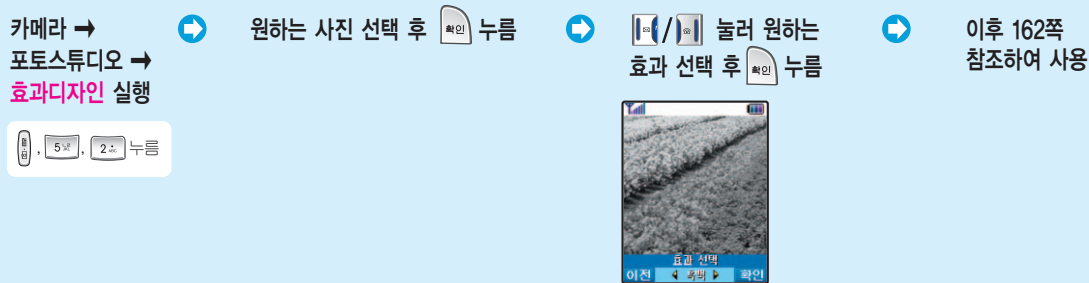 카메라 ➡
포토스튜디오 ➡
효과디자인 실행
, 5, 2 ABC 누름
원하는 사진 선택 후 확인 누름
/ 눌러 원하는
효과 선택 후 확인 누름
효과 선택
이전 ◀ 흑백 ▶ 확인
이후 162쪽
참조하여 사용